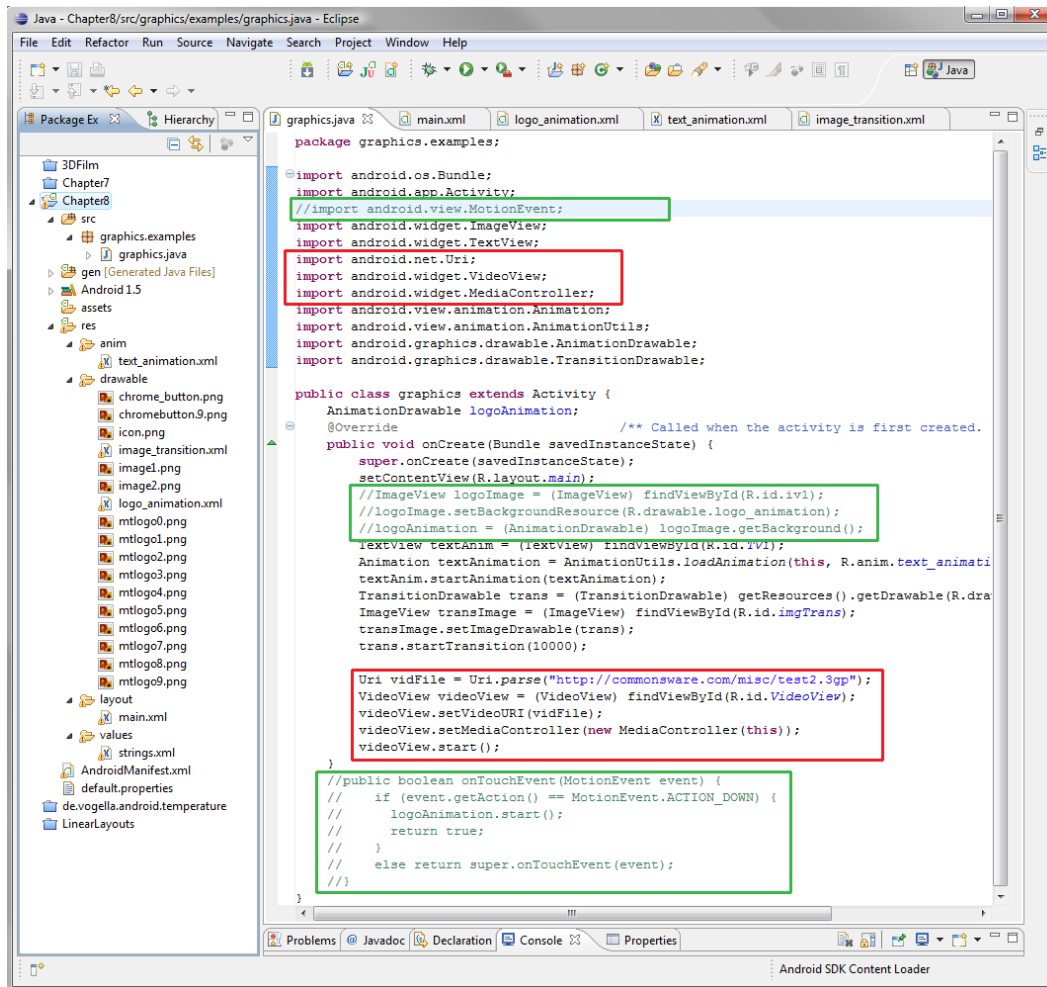 Java - Chapter8/src/graphics/examples/graphics.java - Eclipse
File Edit Refactor Run Source Navigate Search Project Window Help
Java
Package Ex
Hierarchy
3DFilm
Chapter7
Chapter8
src
graphics.examples
graphics.java
gen [Generated Java Files]
Android 1.5
assets
res
anim
text_animation.xml
drawable
chrome_button.png
chromebutton.9.png
icon.png
image_transition.xml
image1.png
image2.png
logo_animation.xml
mtlogo0.png
mtlogo1.png
mtlogo2.png
mtlogo3.png
mtlogo4.png
mtlogo5.png
mtlogo6.png
mtlogo7.png
mtlogo8.png
mtlogo9.png
layout
main.xml
values
strings.xml
AndroidManifest.xml
default.properties
de.vogella.android.temperature
LinearLayouts
graphics.java main.xml logo_animation.xml text_animation.xml image_transition.xml
package graphics.examples;
import android.os.Bundle;
import android.app.Activity;
//import android.view.MotionEvent;
import android.widget.ImageView;
import android.widget.TextView;
import android.net.Uri;
import android.widget.VideoView;
import android.widget.MediaController;
import android.view.animation.Animation;
import android.view.animation.AnimationUtils;
import android.graphics.drawable.AnimationDrawable;
import android.graphics.drawable.TransitionDrawable;
public class graphics extends Activity {
AnimationDrawable logoAnimation;
@Override /** Called when the activity is first created.
public void onCreate(Bundle savedInstanceState) {
super.onCreate(savedInstanceState);
setContentView(R.layout.main);
//ImageView logoImage = (ImageView) findViewById(R.id.iv1);
//logoImage.setBackgroundResource(R.drawable.logo_animation);
//logoAnimation = (AnimationDrawable) logoImage.getBackground();
TextView textAnim = (TextView) findViewById(R.id.TV1);
Animation textAnimation = AnimationUtils.loadAnimation(this, R.anim.text_animati
textAnim.startAnimation(textAnimation);
TransitionDrawable trans = (TransitionDrawable) getResources().getDrawable(R.dra
ImageView transImage = (ImageView) findViewById(R.id.imgTrans);
transImage.setImageDrawable(trans);
trans.startTransition(10000);
Uri vidFile = Uri.parse("http://commonsware.com/misc/test2.3gp");
VideoView videoView = (VideoView) findViewById(R.id.VideoView);
videoView.setVideoURI(vidFile);
videoView.setMediaController(new MediaController(this));
videoView.start();
}
//public boolean onTouchEvent(MotionEvent event) {
// if (event.getAction() == MotionEvent.ACTION_DOWN) {
// logoAnimation.start();
// return true;
// }
// else return super.onTouchEvent(event);
//}
}
Problems @ Javadoc Declaration Console Properties
Android SDK Content Loader